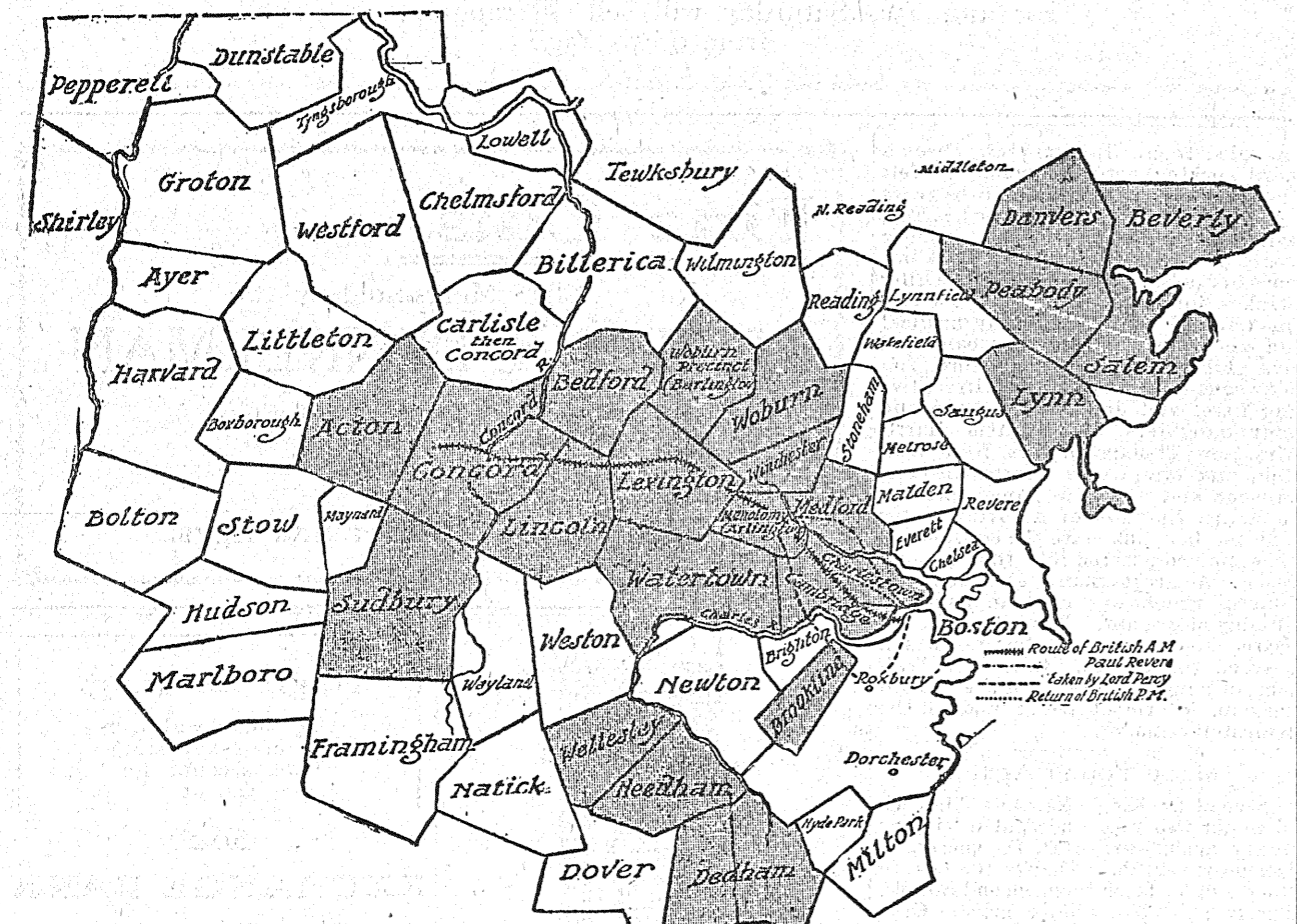 Pepperell
Dunstable
Tyngsborough
Lowell
Tewksbury
Middleton
Groton
Chelmsford
N. Reading
Danvers
Beverly
Shirley
Westford
Ayer
Billerica
Wilmington
Reading
Lynnfield
Peabody
Littleton
Carlisle
then
Concord
R.
Wakefield
Harvard
Bedford
Woburn
Precinct
(Burlington
Salem
Boxborough
Acton
Concord
Woburn
Stoneham
Saugus
Lynn
Melrose
Concord
Lexington
Winchester
Bolton
Stow
Maynard
Lincoln
Menotomy
Medford
Malden
Revere
Everett
Chelsea
Hudson
Sudbury
Watertown
Cambridge
Charlestown
Charles R.
Boston
Marlboro
Wayland
Weston
Newton
Brighton
Brookline
Roxbury
Route of British A.M
Paul Revere
taken by Lord Percy
Return of British P.M.
Framingham
Natick
Wellesley
Needham
Dorchester
Hyde Park
Milton
Dover
Dedham